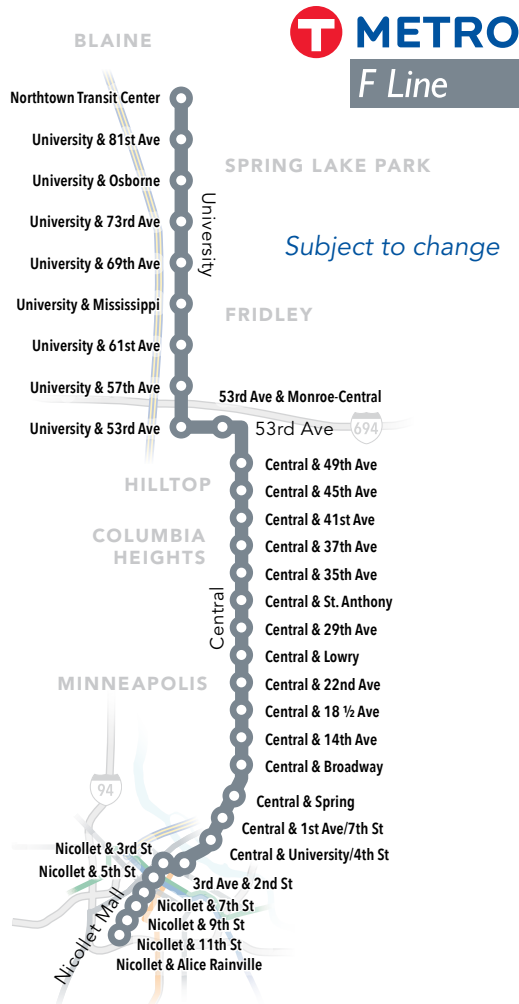 BLAINE
T METRO
F Line
Northtown Transit Center
University & 81st Ave
SPRING LAKE PARK
University & Osborne
University & 73rd Ave
University
Subject to change
University & 69th Ave
University & Mississippi
FRIDLEY
University & 61st Ave
University & 57th Ave
53rd Ave & Monroe-Central
University & 53rd Ave
53rd Ave
694
Central & 49th Ave
HILLTOP
Central & 45th Ave
Central & 41st Ave
COLUMBIA
HEIGHTS
Central & 37th Ave
Central & 35th Ave
Central & St. Anthony
Central
Central & 29th Ave
Central & Lowry
MINNEAPOLIS
Central & 22nd Ave
Central & 18 ½ Ave
Central & 14th Ave
Central & Broadway
94
Central & Spring
Central & 1st Ave/7th St
Nicollet & 3rd St
Central & University/4th St
Nicollet & 5th St
3rd Ave & 2nd St
Nicollet Mall
Nicollet & 7th St
Nicollet & 9th St
Nicollet & 11th St
Nicollet & Alice Rainville